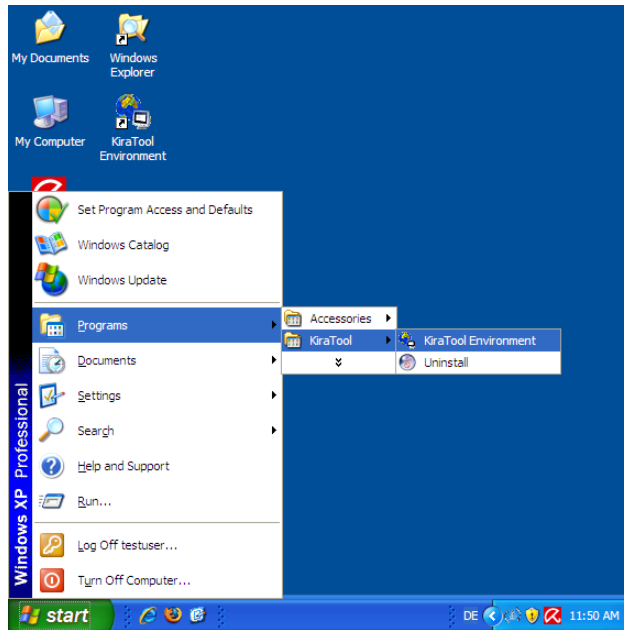 My Documents
Windows
Explorer
My Computer
KiraTool
Environment
Set Program Access and Defaults
Windows Catalog
Windows Update
Programs
Documents
Settings
Search
Help and Support
Run...
Log Off testuser...
Turn Off Computer...
Windows XP Professional
Accessories
KiraTool
KiraTool Environment
Uninstall
start
DE
11:50 AM